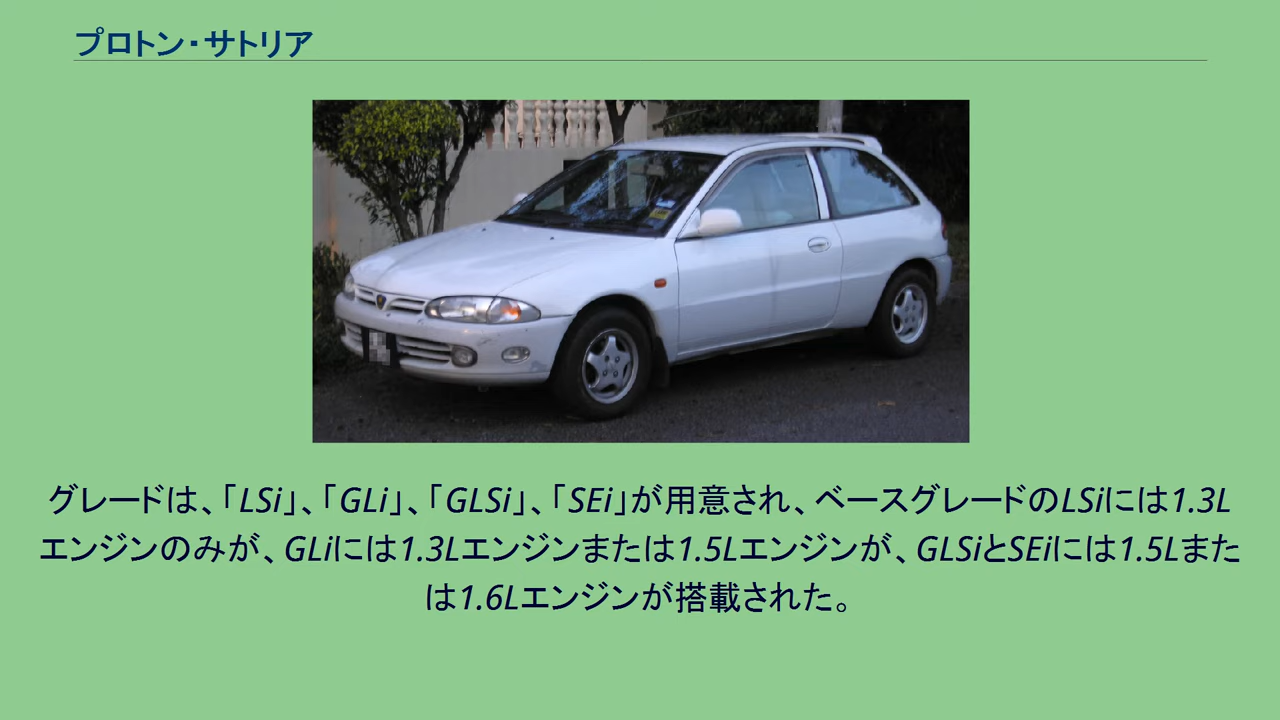 プロトン・サトリア
グレードは、「LSi」、「GLi」、「GLSi」、「SEi」が用意され、ベースグレードのLSiには1.3L
エンジンのみが、GLiには1.3Lエンジンまたは1.5Lエンジンが、GLSiとSEiには1.5Lまた
は1.6Lエンジンが搭載された。